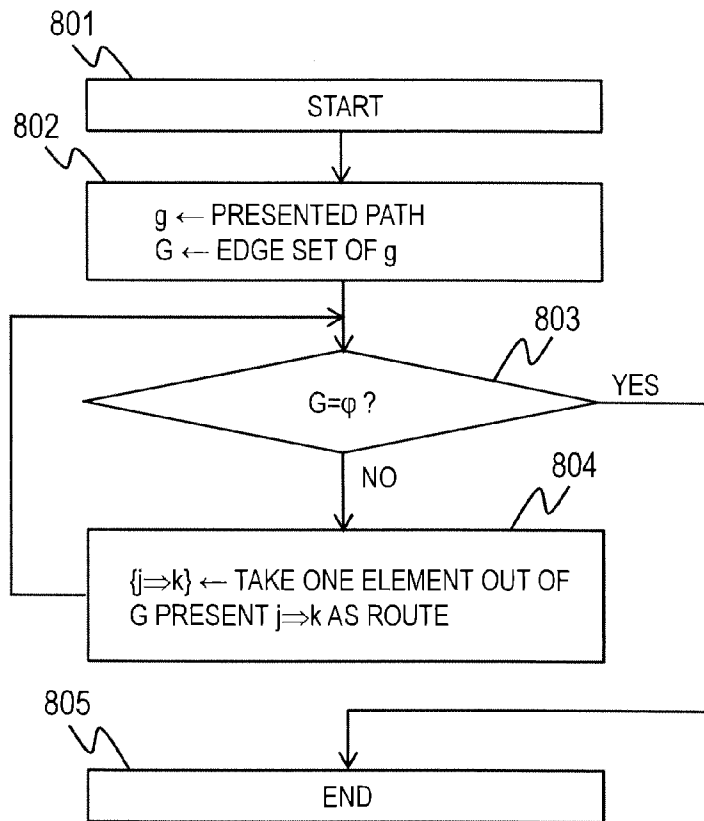 801
START
802
g ← PRESENTED PATH
G ← EDGE SET OF g
803
G=φ ?
YES
NO
804
{j⇒k} ← TAKE ONE ELEMENT OUT OF
G PRESENT j⇒k AS ROUTE
805
END